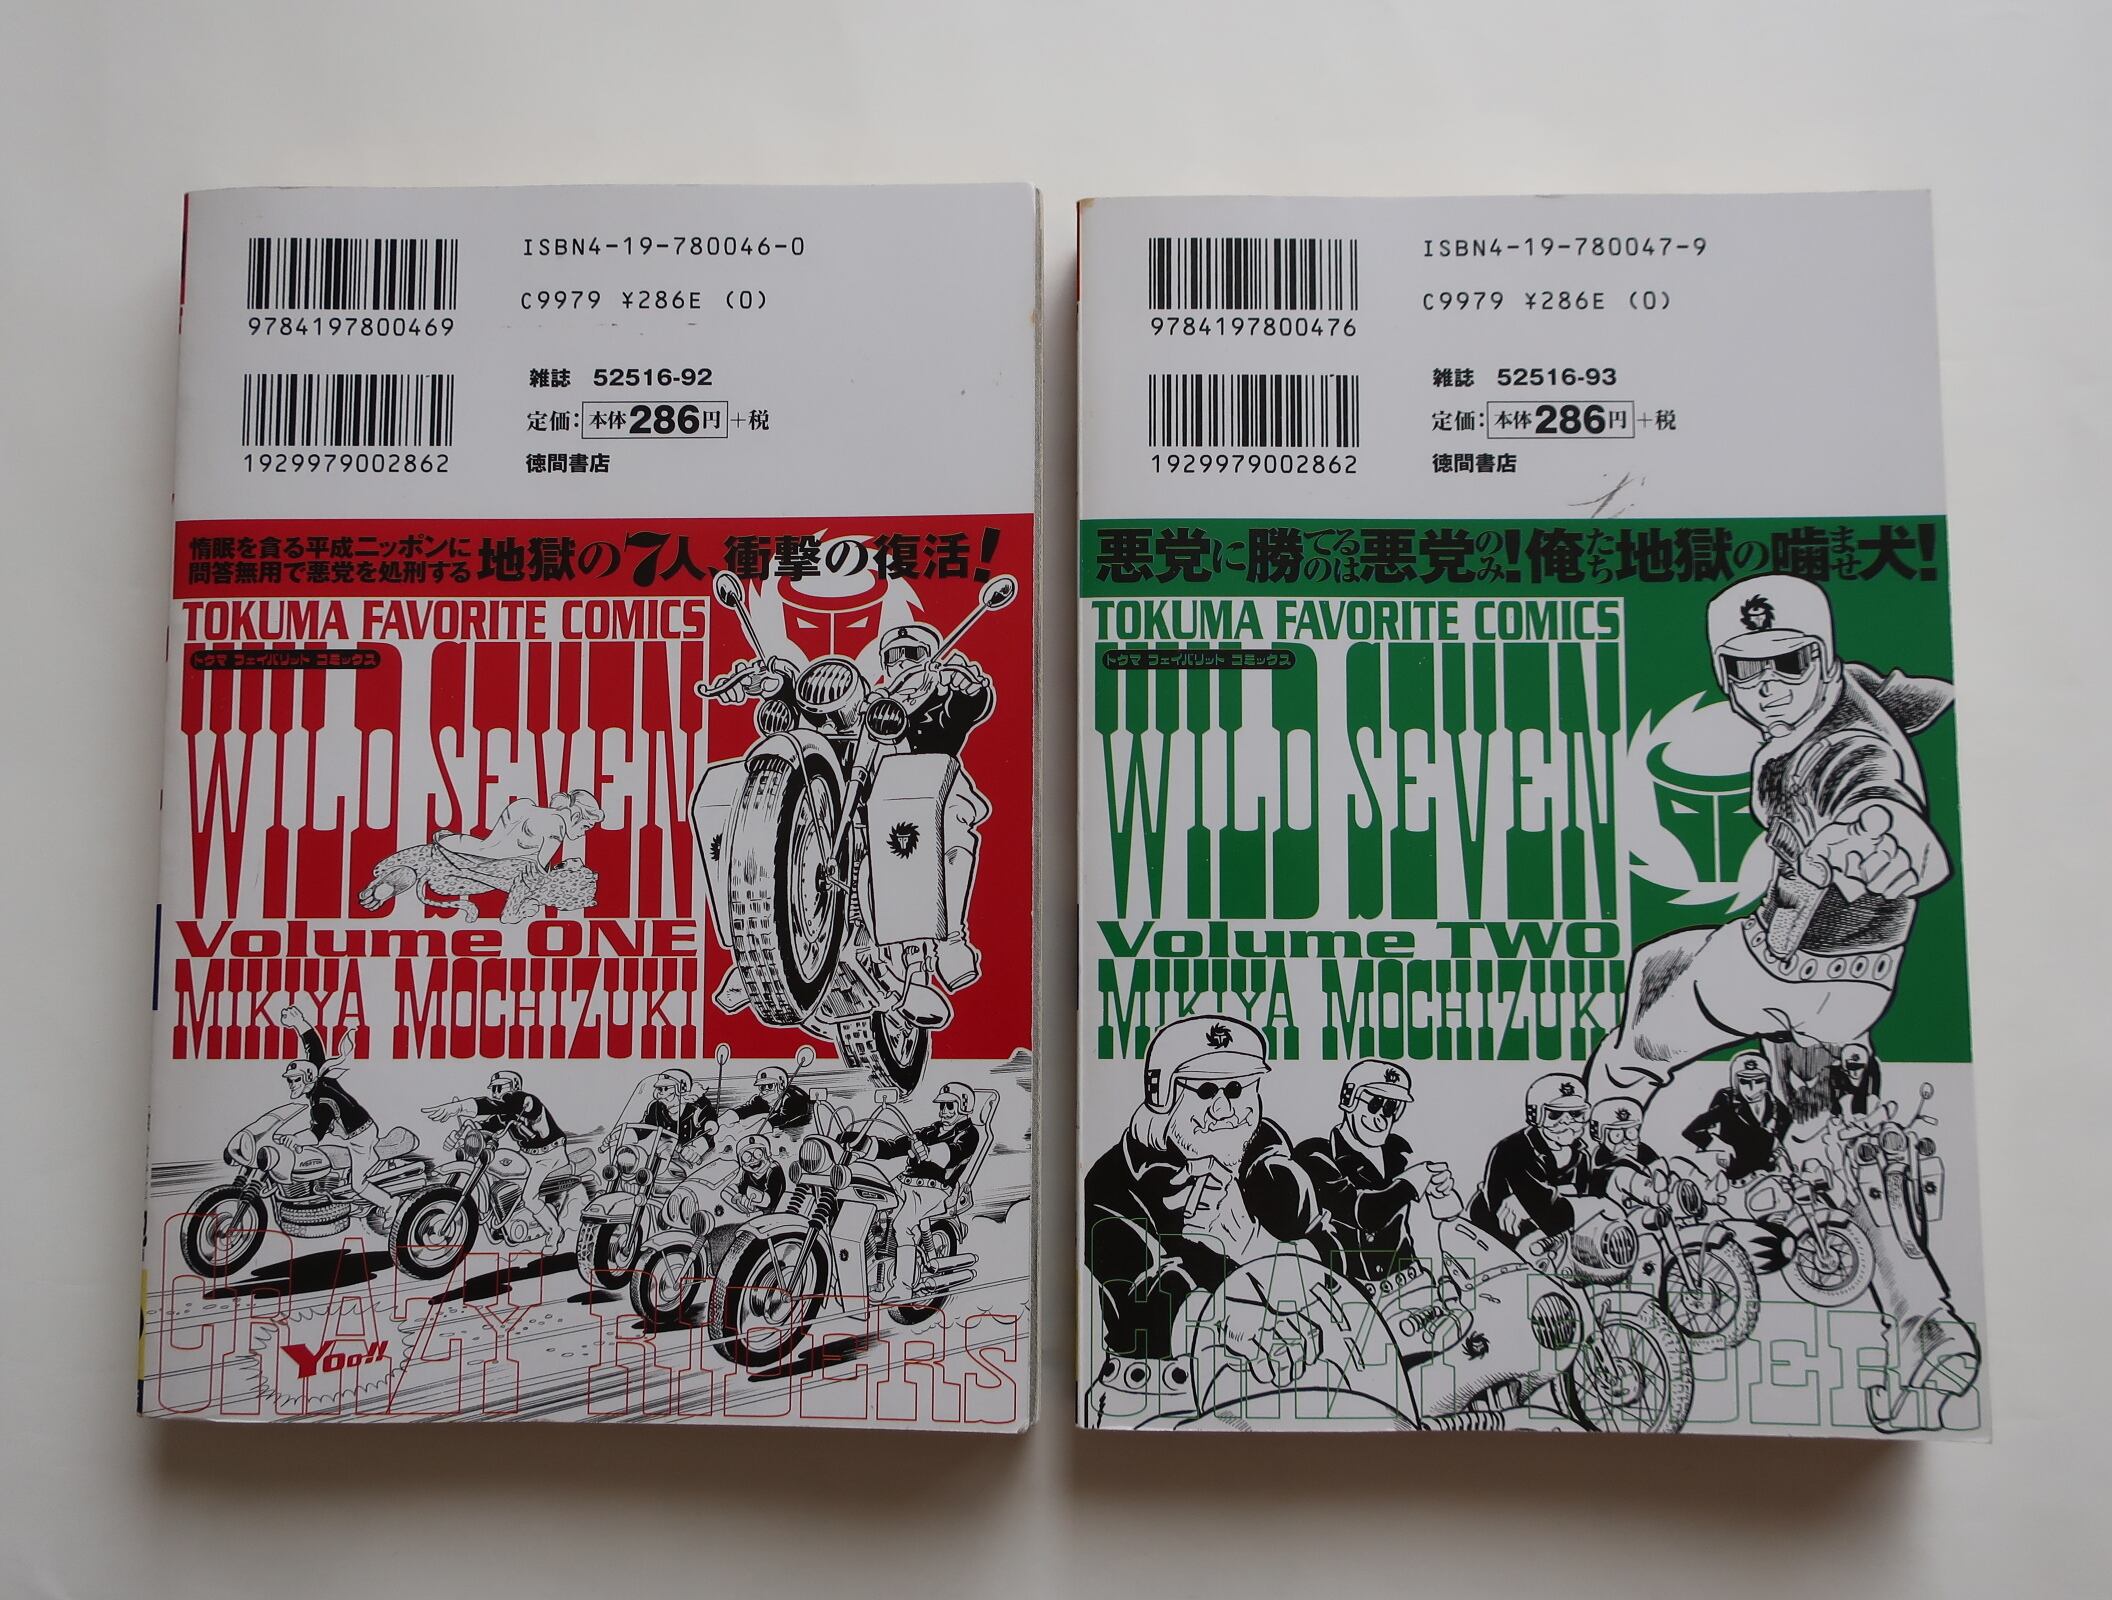 ISBN4-19-780046-0
C9979 ¥286E (0)
9784197800469
雑誌 52516-92
定価：本体286円+税
1929979002862
徳間書店
惰眠を貪る平成ニッポンに
問答無用で悪党を処刑する
地獄の7人、衝撃の復活！
TOKUMA FAVORITE COMICS
トクマ フェイバリット コミックス
WILD SEVEN
Volume ONE
MIKIYA MOCHIZUKI
CRAZY RIDERS
Yoo!!
ISBN4-19-780047-9
C9979 ¥286E (0)
9784197800476
雑誌 52516-93
定価：本体286円+税
1929979002862
徳間書店
悪党に勝てるのは悪党のみ！俺たち地獄の噛ませ犬！
TOKUMA FAVORITE COMICS
トクマ フェイバリット コミックス
WILD SEVEN
Volume TWO
MIKIYA MOCHIZUKI
CRAZY RIDERS